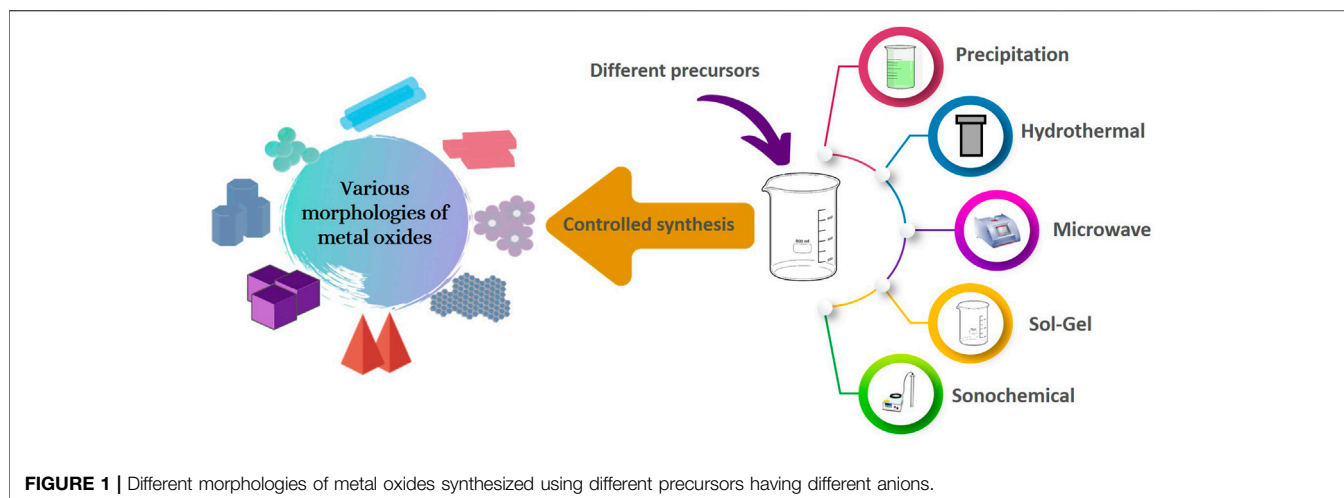 Different precursors
Various
morphologies of
metal oxides
Controlled synthesis
Precipitation
Hydrothermal
Microwave
Sol-Gel
Sonochemical
FIGURE 1 | Different morphologies of metal oxides synthesized using different precursors having different anions.